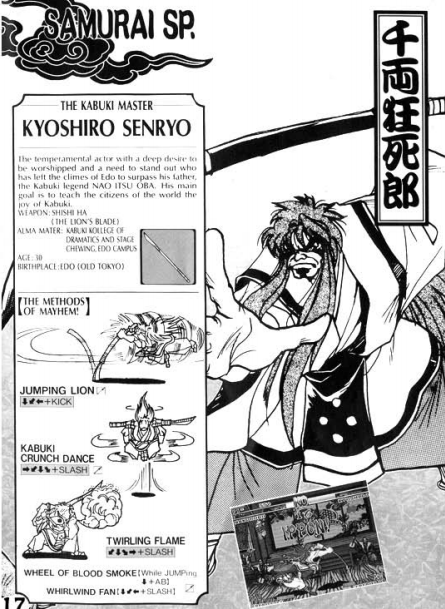 SAMURAI SP.
千両狂死郎
THE KABUKI MASTER
KYOSHIRO SENRYO
The temperamental actor with a deep desire to
be worshipped and a need to stand out who
has left the climes of Edo to surpass his father,
the Kabuki legend NAO ITSU OBA. His main
goal is to teach the citizens of the world the
joy of Kabuki.
WEAPON: SHISHI HA
(THE LION'S BLADE)
ALMA MATER: KABUKI KOLLEGE OF
DRAMATICS AND STAGE
CHEWING, EDO CAMPUS
AGE: 30
BIRTHPLACE: EDO (OLD TOKYO)
【THE METHODS
OF MAYHEM!】
JUMPING LION
⬇↙⬅+KICK
KABUKI
CRUNCH DANCE
➡↙⬇↘+SLASH
TWIRLING FLAME
⬇↘➡+SLASH
WHEEL OF BLOOD SMOKE【While JUMPing
⬇+AB】
WHIRLWIND FAN【⬇↙⬅+SLASH】
17